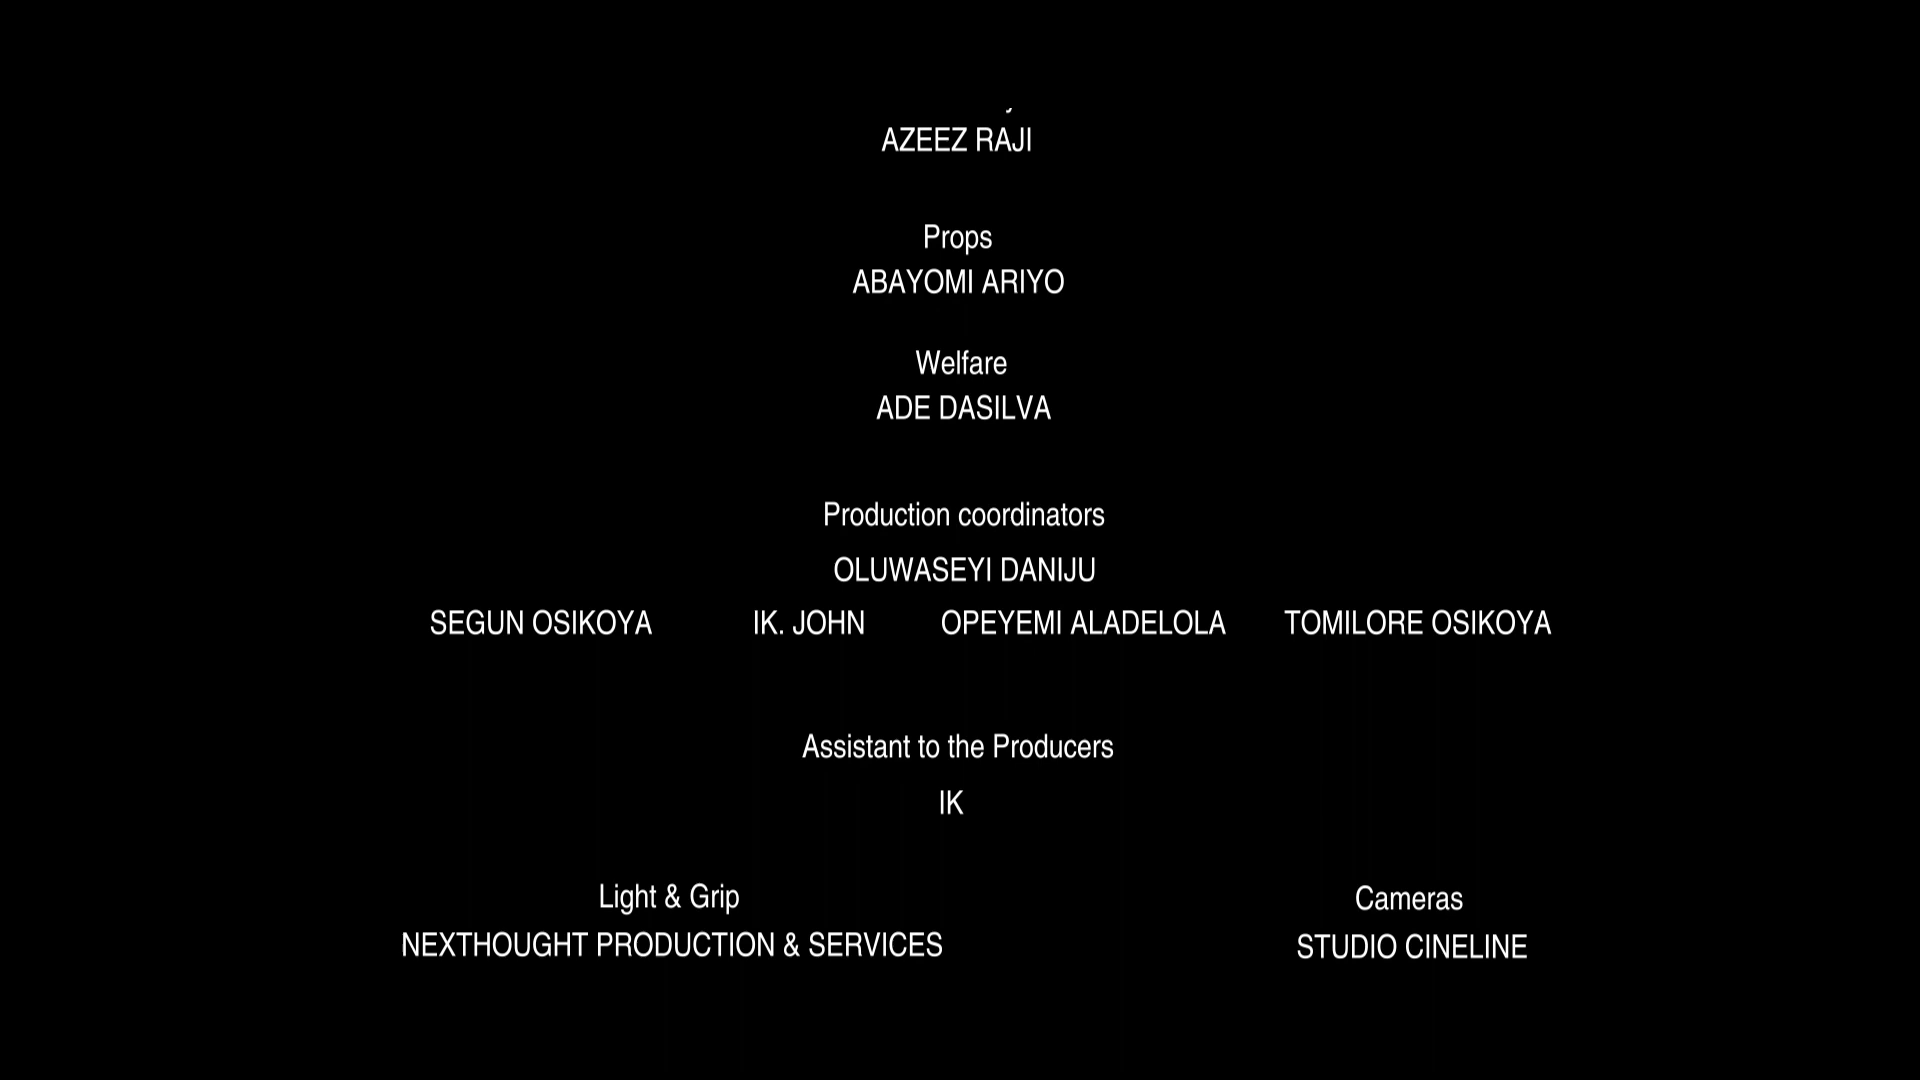 AZEEZ RAJI
Props
ABAYOMI ARIYO
Welfare
ADE DASILVA
Production coordinators
OLUWASEYI DANIJU
SEGUN OSIKOYA IK. JOHN OPEYEMI ALADELOLA TOMILORE OSIKOYA
Assistant to the Producers
IK
Light & Grip
NEXTHOUGHT PRODUCTION & SERVICES
Cameras
STUDIO CINELINE